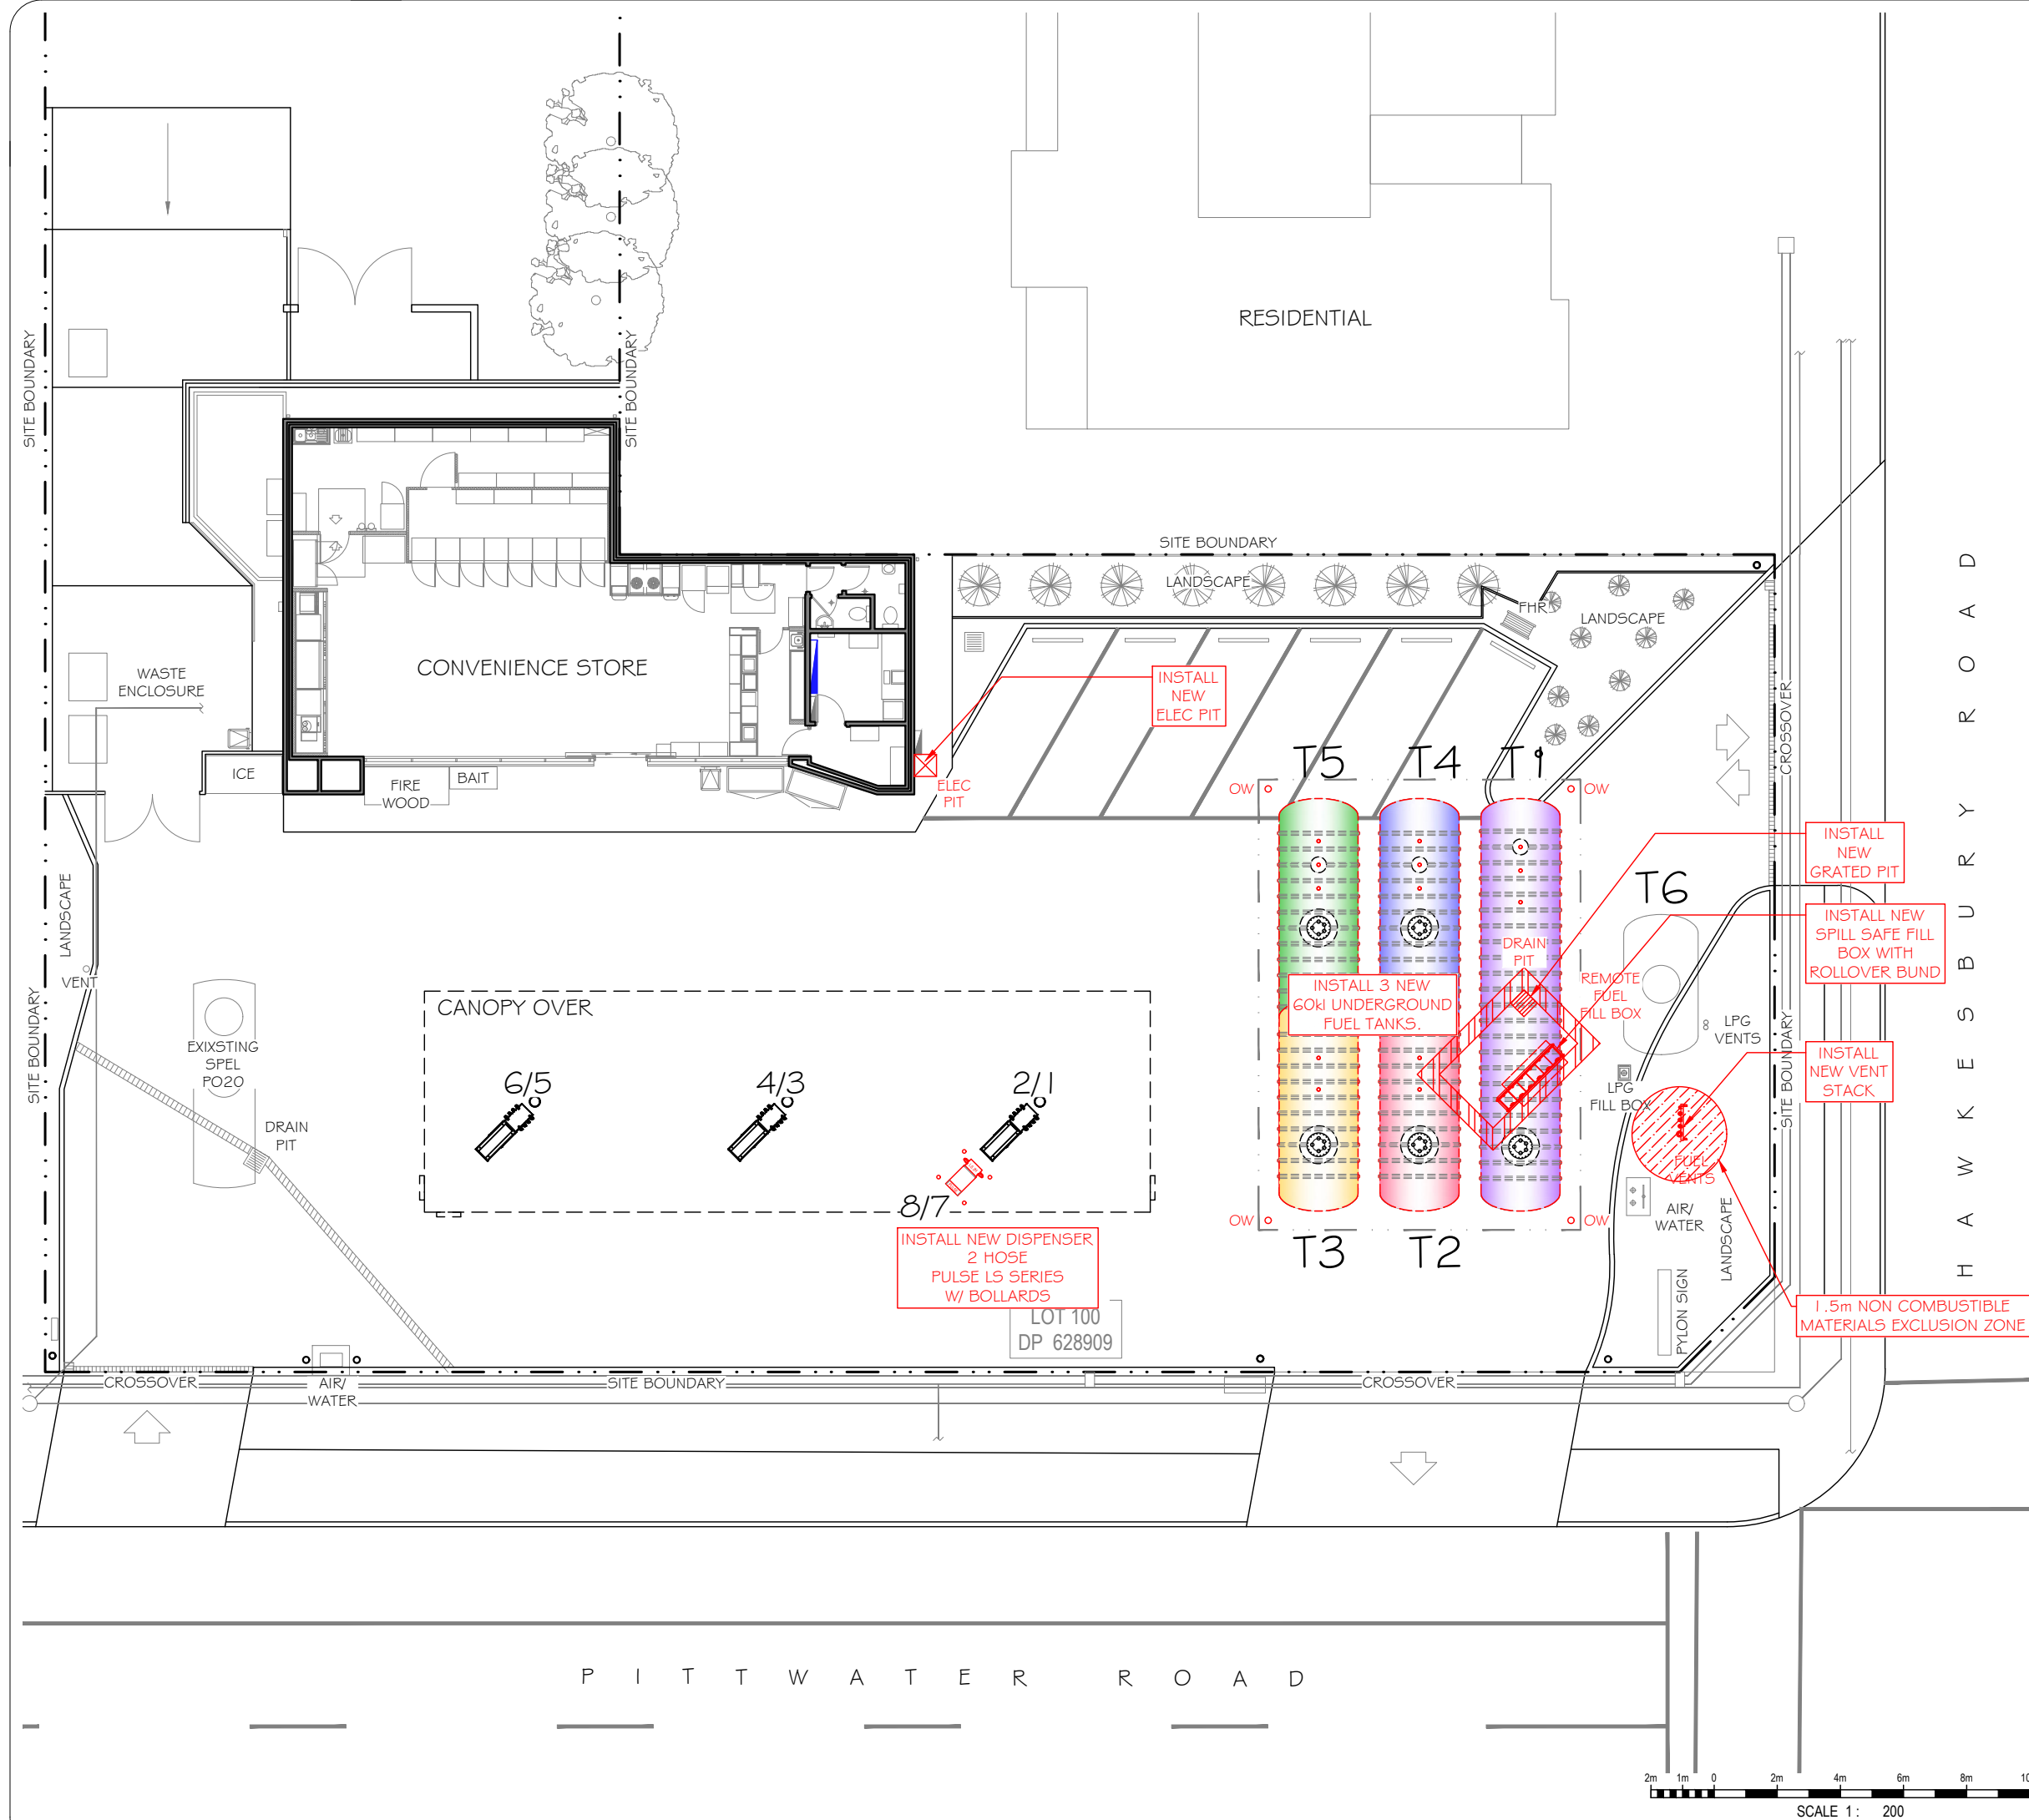 RESIDENTIAL
SITE BOUNDARY
SITE BOUNDARY
SITE BOUNDARY
LANDSCAPE
FHR
LANDSCAPE
CONVENIENCE STORE
WASTE
ENCLOSURE
INSTALL
NEW
ELEC PIT
CROSSOVER
ICE
FIRE
WOOD
BAIT
ELEC
PIT
T5
T4
T1
OW
OW
INSTALL
NEW
GRATED PIT
T6
INSTALL NEW
SPILL SAFE FILL
BOX WITH
ROLLOVER BUND
LANDSCAPE
VENT
DRAIN
PIT
REMOTE
FUEL
FILL BOX
INSTALL 3 NEW
60kl UNDERGROUND
FUEL TANKS.
CANOPY OVER
SITE BOUNDARY
EXIXSTING
SPEL
PO20
LPG
VENTS
SITE BOUNDARY
INSTALL
NEW VENT
STACK
LPG
FILL BOX
6/5
4/3
2/1
DRAIN
PIT
FUEL
VENTS
8/7
AIR/
WATER
OW
OW
T3
T2
LANDSCAPE
INSTALL NEW DISPENSER
2 HOSE
PULSE LS SERIES
W/ BOLLARDS
PYLON SIGN
1.5m NON COMBUSTIBLE
MATERIALS EXCLUSION ZONE
LOT 100
DP 628909
CROSSOVER
AIR/
WATER
SITE BOUNDARY
CROSSOVER
HAWKESBURY ROAD
PITTWATER ROAD
2m 1m 0 2m 4m 6m 8m 10
SCALE 1 : 200